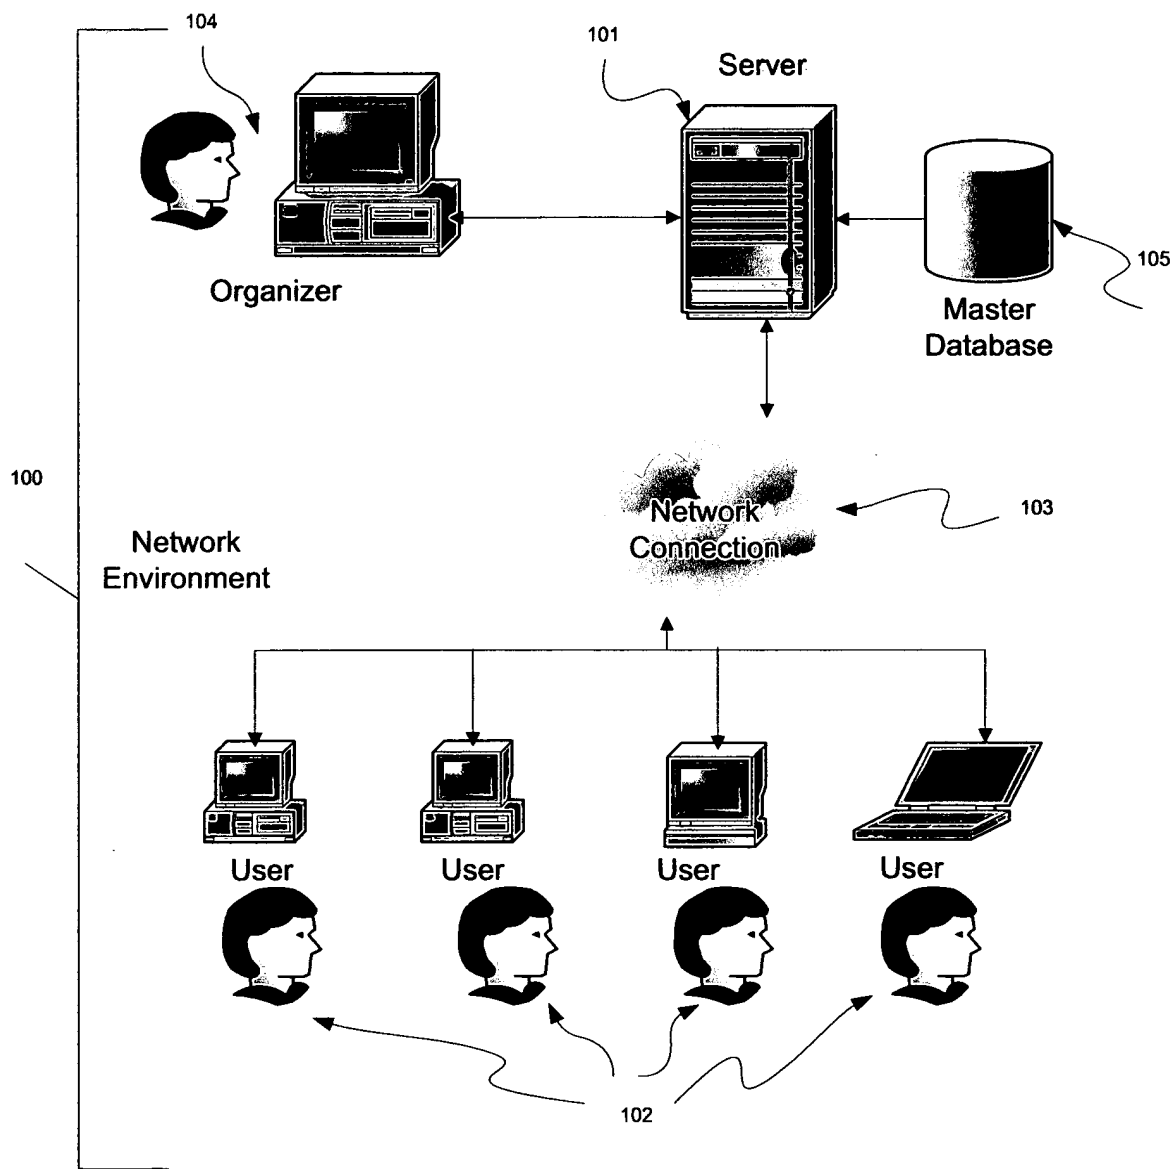 104
101
Server
105
Organizer
Master
Database
100
103
Network
Connection
Network
Environment
User
User
User
User
102